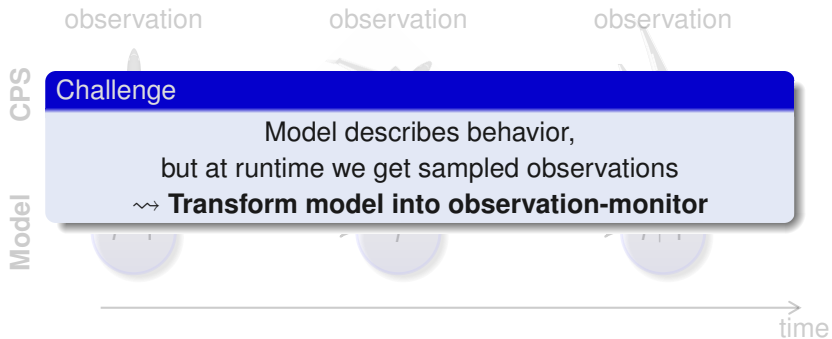 observation observation observation
CPS
Challenge
Model describes behavior,
but at runtime we get sampled observations
⇝ Transform model into observation-monitor
Model
time